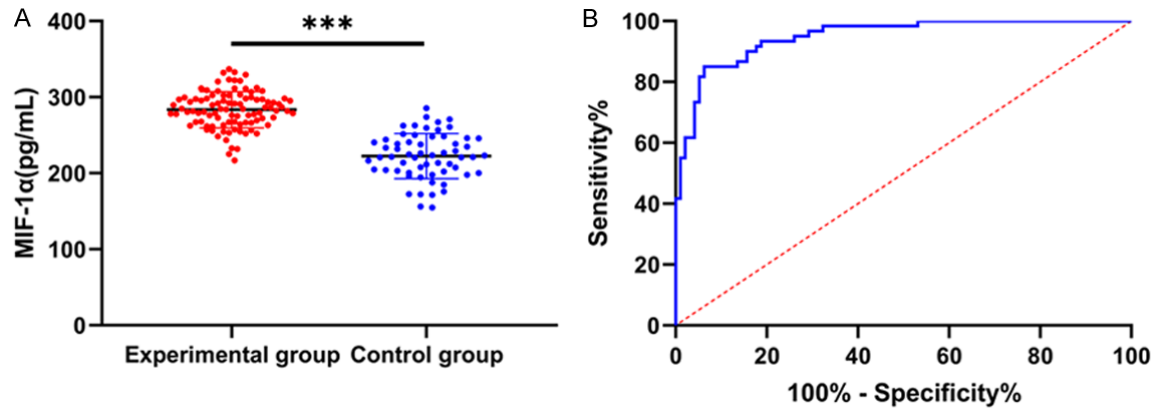 A
MIF-1α(pg/mL)
400
300
200
100
0
***
Experimental group
Control group
B
Sensitivity%
100
80
60
40
20
0
0
20
40
60
80
100
100% - Specificity%